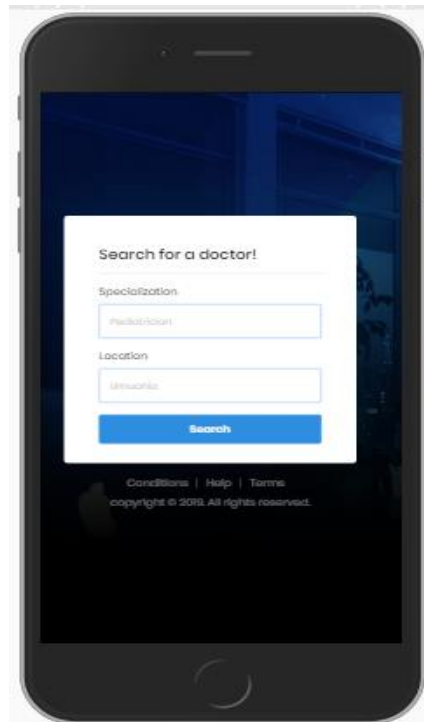 Search for a doctor!
Specialization
Pediatrician
Location
Umuahia
Search
Conditions | Help | Terms
copyright © 2019. All rights reserved.